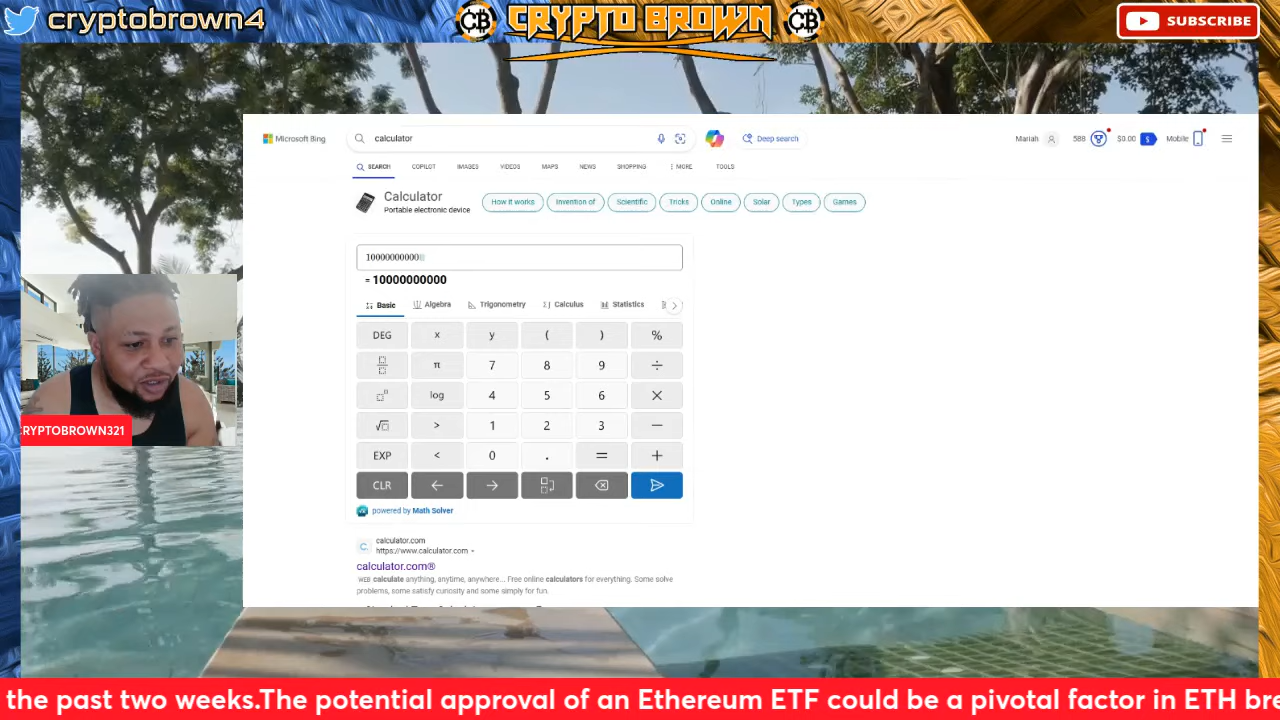 cryptobrown4
CB
CRYPTO BROWN
CB
SUBSCRIBE
Microsoft Bing
calculator
Deep search
Mariah
588
$0.00
Mobile
SEARCH
COPILOT
IMAGES
VIDEOS
MAPS
NEWS
SHOPPING
MORE
TOOLS
Calculator
Portable electronic device
How it works
Invention of
Scientific
Tricks
Online
Solar
Types
Games
10000000000
= 10000000000
Basic
Algebra
Trigonometry
Calculus
Statistics
DEG x y ( ) %
π 7 8 9 ÷
log 4 5 6 ×
√ > 1 2 3 −
EXP < 0 . = +
CLR ← →
powered by Math Solver
calculator.com
https://www.calculator.com
calculator.com®
WEB calculate anything, anytime, anywhere... Free online calculators for everything. Some solve
problems, some satisfy curiosity and some simply for fun.
RYPTOBROWN321
the past two weeks.The potential approval of an Ethereum ETF could be a pivotal factor in ETH bre